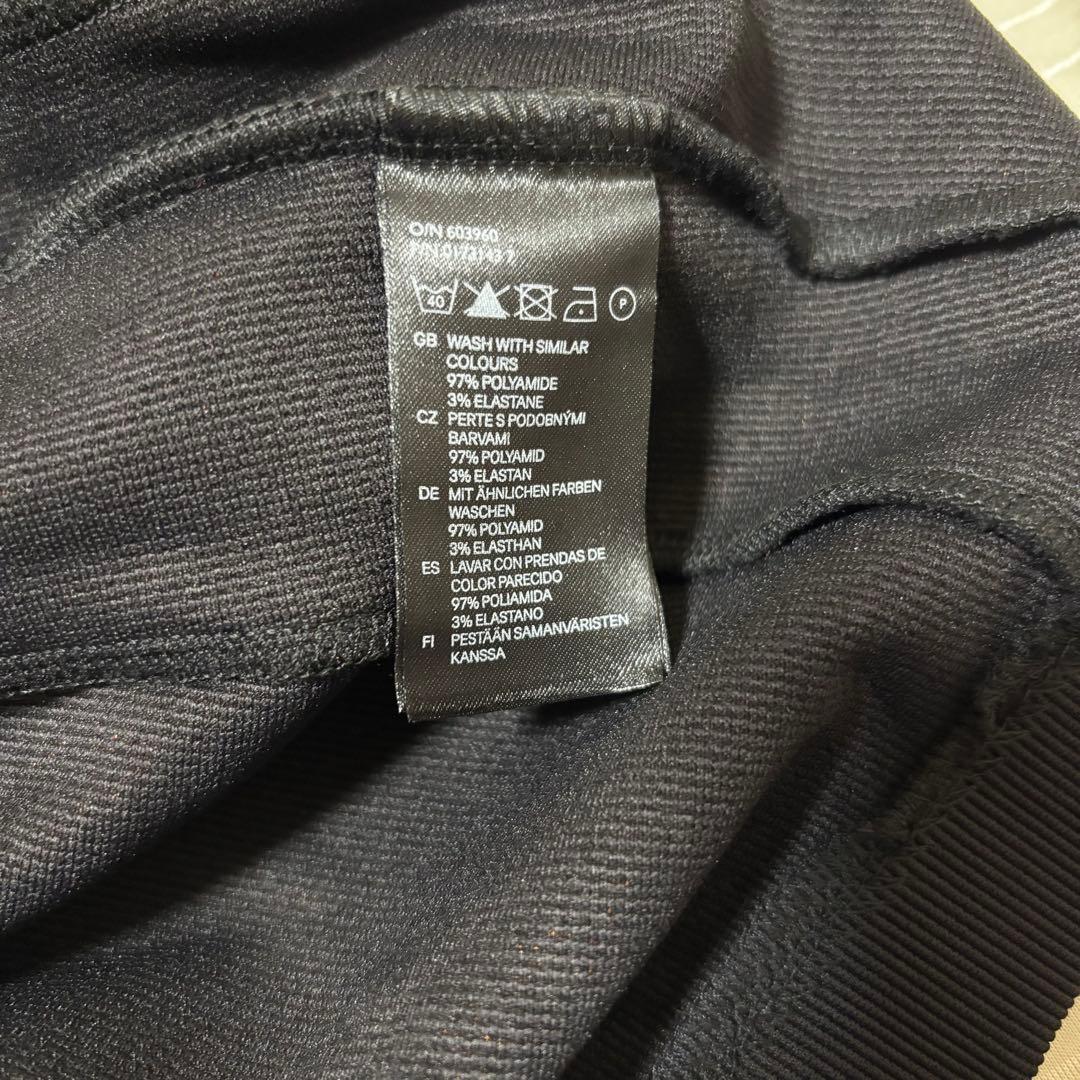 O/N 603960
40
P
GB WASH WITH SIMILAR
COLOURS
97% POLYAMIDE
3% ELASTANE
CZ PERTE S PODOBNÝMI
BARVAMI
97% POLYAMID
3% ELASTAN
DE MIT ÄHNLICHEN FARBEN
WASCHEN
97% POLYAMID
3% ELASTHAN
ES LAVAR CON PRENDAS DE
COLOR PARECIDO
97% POLIAMIDA
3% ELASTANO
FI PESTÄÄN SAMANVÄRISTEN
KANSSA